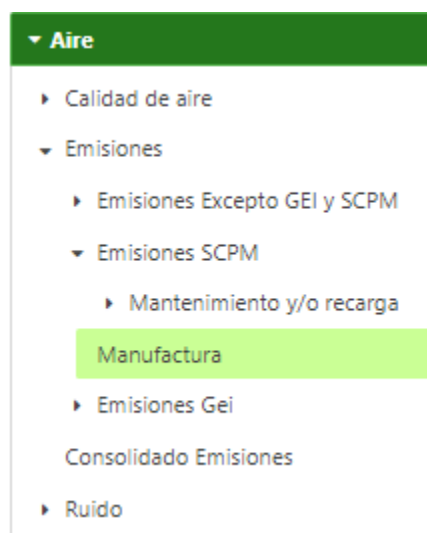 Aire
Calidad de aire
Emisiones
Emisiones Excepto GEI y SCPM
Emisiones SCPM
Mantenimiento y/o recarga
Manufactura
Emisiones Gei
Consolidado Emisiones
Ruido